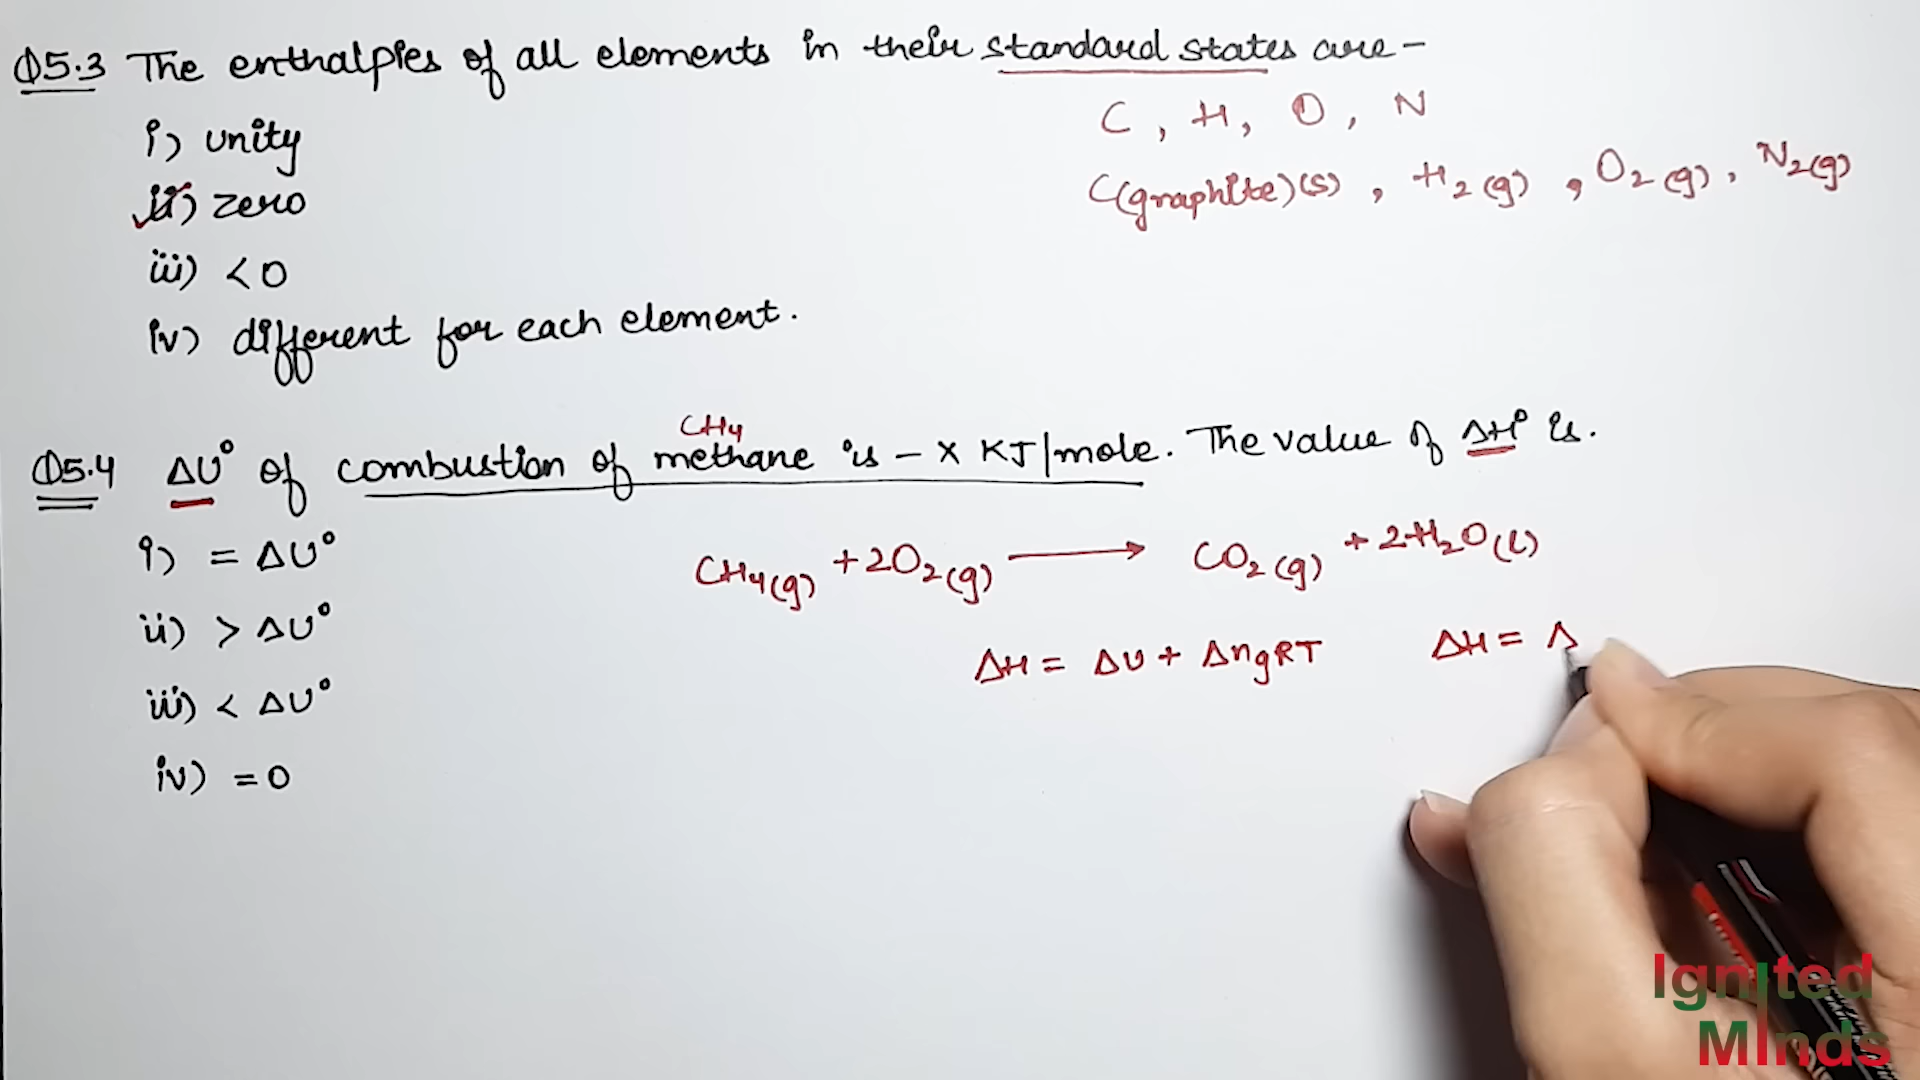 Q5.3 The enthalpies of all elements in their standard states are –
C, H, O, N
i) unity
C(graphite)(s), H₂(g), O₂(g), N₂(g)
ii) zero
iii) < 0
iv) different for each element.
CH₄
Q5.4 ΔU° of combustion of methane is – X KJ/mole. The value of ΔH° is.
i) = ΔU°
CH₄(g) + 2O₂(g) ⟶ CO₂(g) + 2H₂O(l)
ii) > ΔU°
ΔH = ΔU + ΔngRT ΔH = Δ
iii) < ΔU°
iv) = 0
Ignited
Minds